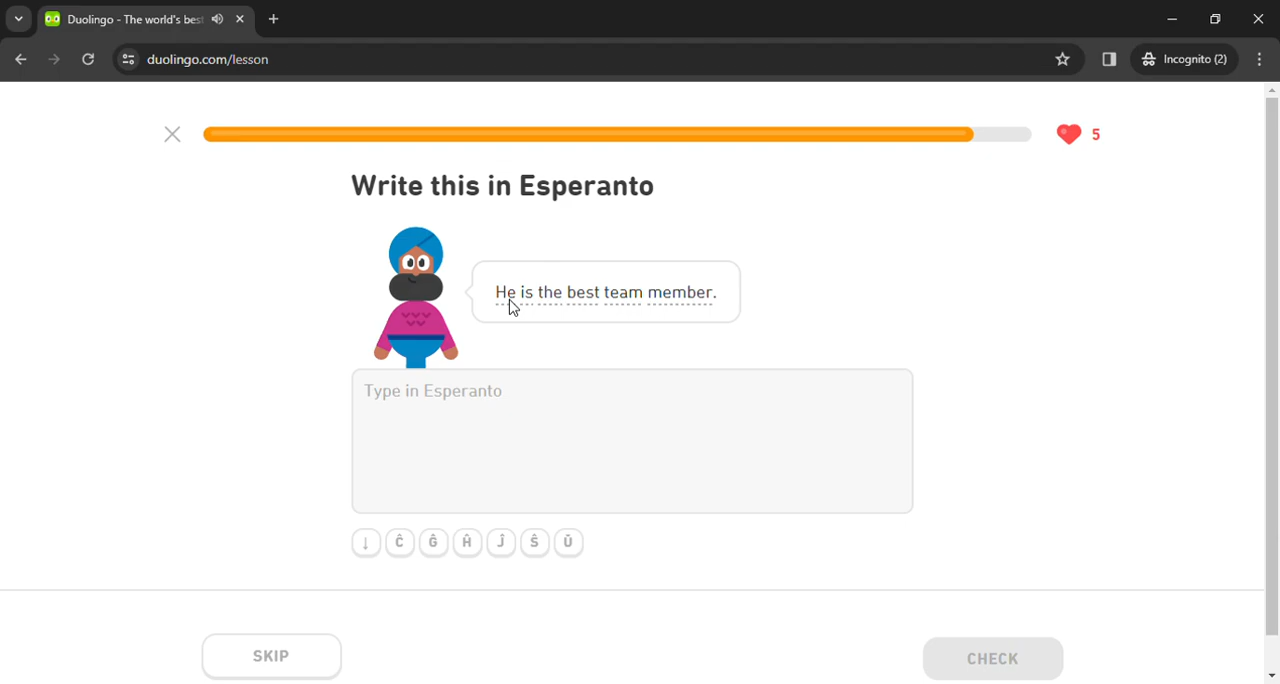 Duolingo - The world's best
duolingo.com/lesson
Incognito (2)
5
Write this in Esperanto
He is the best team member.
Type in Esperanto
↓ Ĉ Ĝ Ĥ Ĵ Ŝ Ŭ
SKIP
CHECK